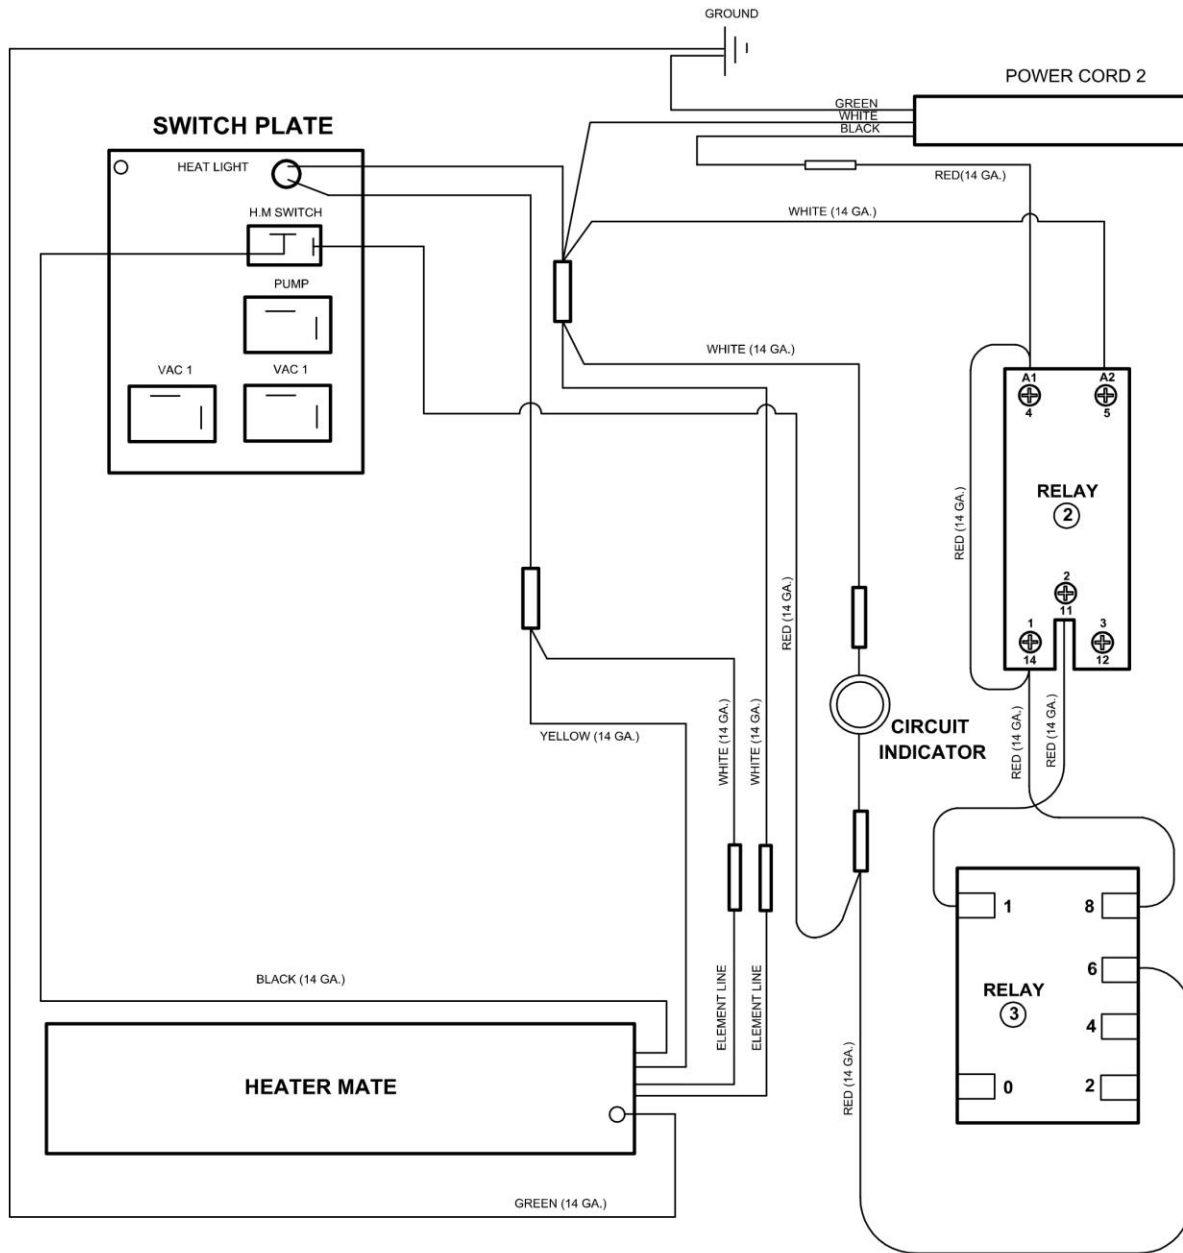 GROUND
POWER CORD 2
GREEN
WHITE
BLACK
SWITCH PLATE
HEAT LIGHT
RED(14 GA.)
H.M SWITCH
WHITE (14 GA.)
PUMP
WHITE (14 GA.)
VAC 1
VAC 1
A1
A2
4
5
RED (14 GA.)
RELAY
2
2
11
1
3
14
12
RED (14 GA.)
YELLOW (14 GA.)
WHITE (14 GA.)
WHITE (14 GA.)
CIRCUIT
INDICATOR
RED (14 GA.)
RED (14 GA.)
1
8
6
RELAY
3
4
0
2
BLACK (14 GA.)
ELEMENT LINE
ELEMENT LINE
RED (14 GA.)
HEATER MATE
GREEN (14 GA.)